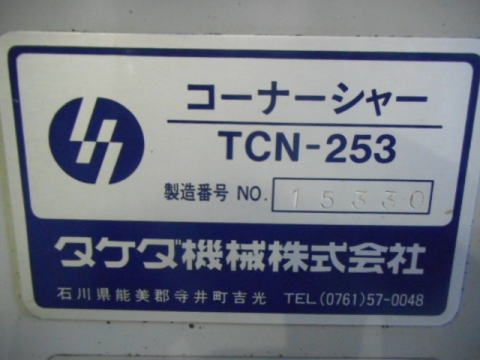 コーナーシャー
TCN-253
製造番号 NO. 15330
タケダ機械株式会社
石川県能美郡寺井町吉光 TEL(0761)57-0048